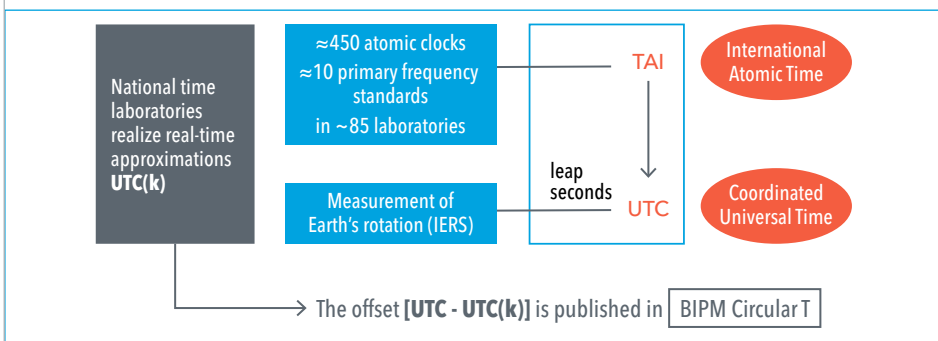 National time
laboratories
realize real-time
approximations
UTC(k)
≈450 atomic clocks
≈10 primary frequency
standards
in ~85 laboratories
TAI
International
Atomic Time
leap
seconds
Measurement of
Earth's rotation (IERS)
UTC
Coordinated
Universal Time
The offset [UTC - UTC(k)] is published in BIPM Circular T